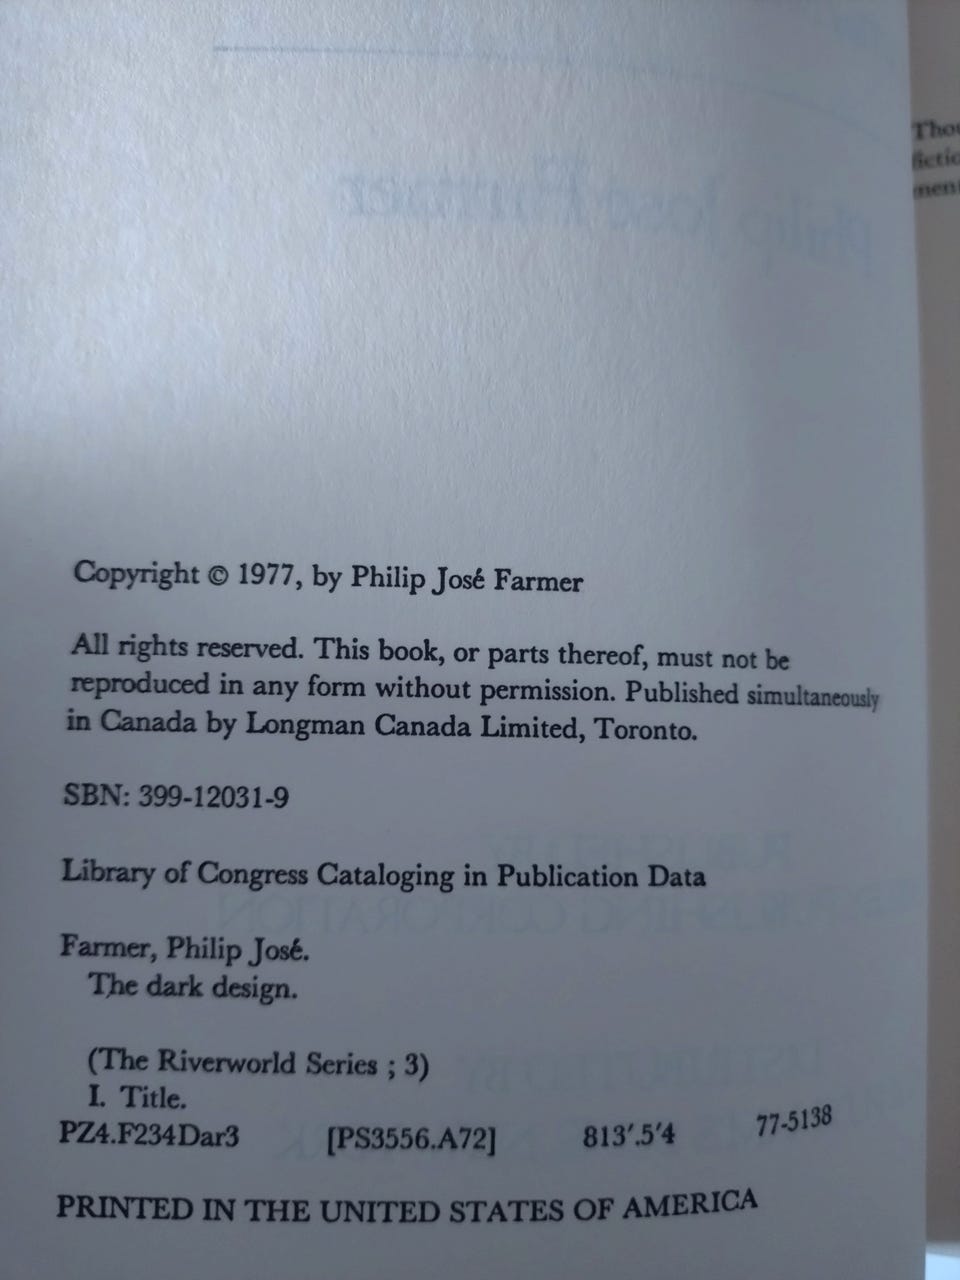 Copyright © 1977, by Philip José Farmer
All rights reserved. This book, or parts thereof, must not be
reproduced in any form without permission. Published simultaneously
in Canada by Longman Canada Limited, Toronto.
SBN: 399-12031-9
Library of Congress Cataloging in Publication Data
Farmer, Philip José.
The dark design.
(The Riverworld Series ; 3)
I. Title.
PZ4.F234Dar3 [PS3556.A72] 813'.5'4 77-5138
PRINTED IN THE UNITED STATES OF AMERICA